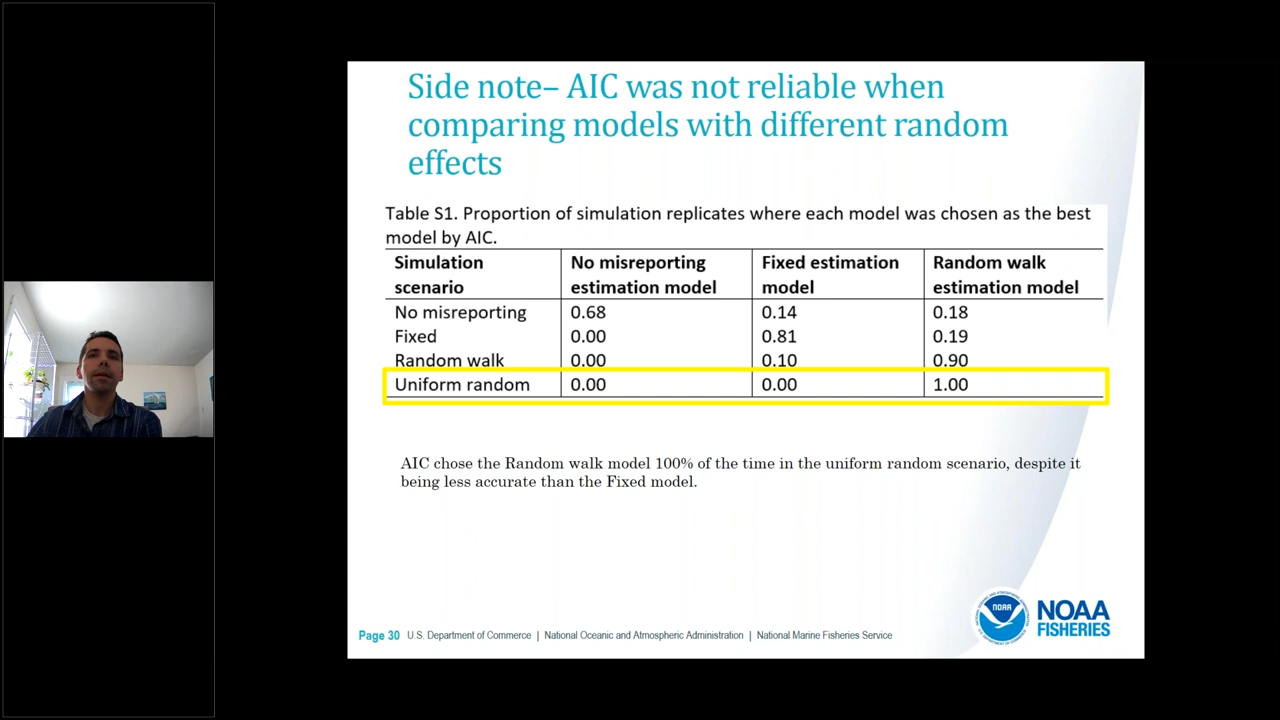 Side note– AIC was not reliable when
comparing models with different random
effects
Table S1. Proportion of simulation replicates where each model was chosen as the best
model by AIC.
Simulation scenario | No misreporting estimation model | Fixed estimation model | Random walk estimation model
No misreporting | 0.68 | 0.14 | 0.18
Fixed | 0.00 | 0.81 | 0.19
Random walk | 0.00 | 0.10 | 0.90
Uniform random | 0.00 | 0.00 | 1.00
AIC chose the Random walk model 100% of the time in the uniform random scenario, despite it
being less accurate than the Fixed model.
NOAA
NOAA
FISHERIES
Page 30 U.S. Department of Commerce | National Oceanic and Atmospheric Administration | National Marine Fisheries Service